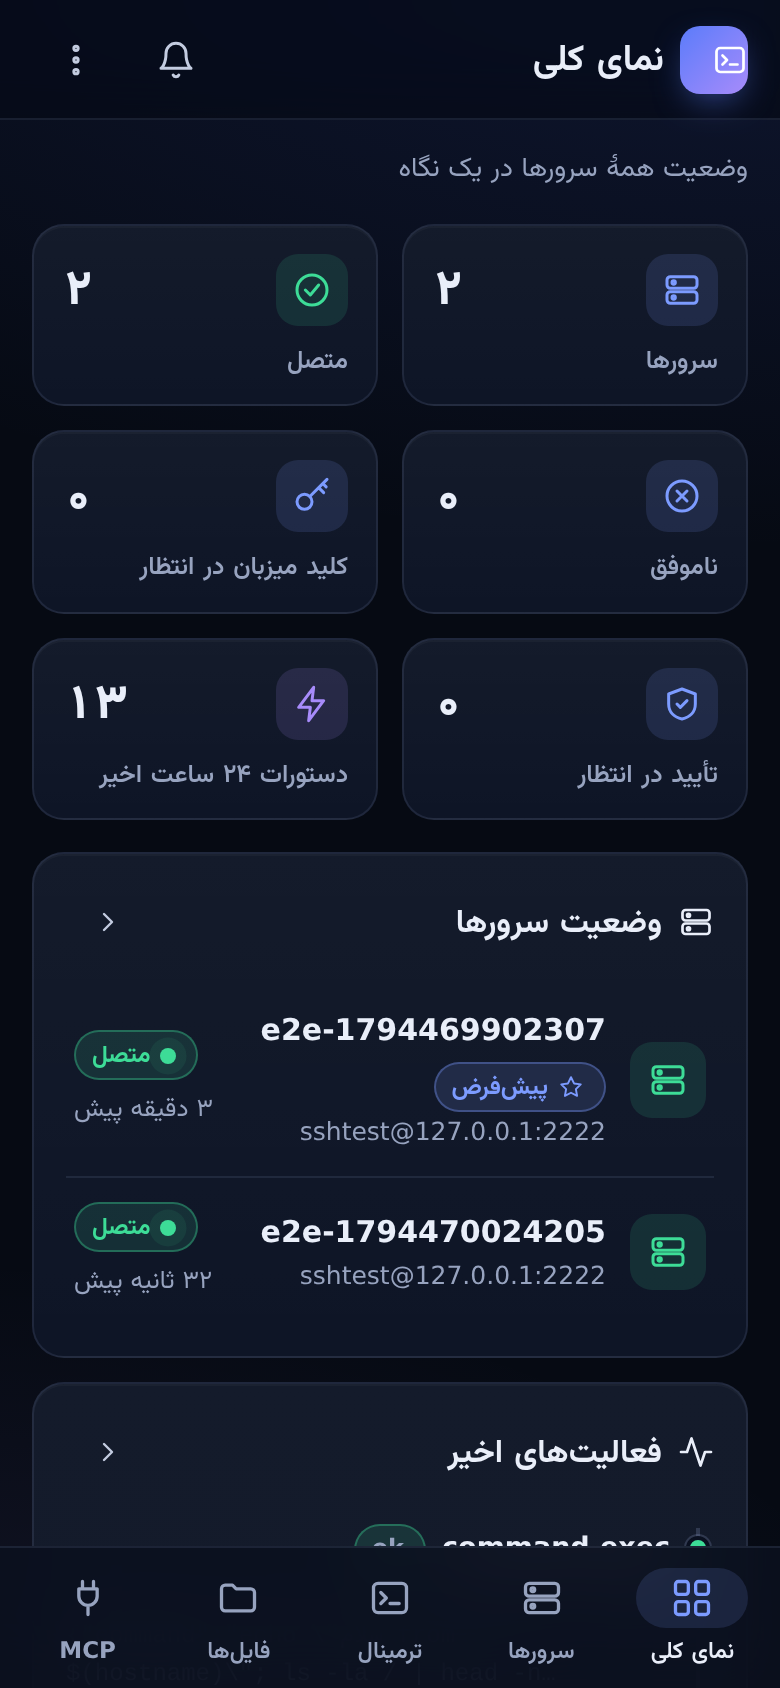 نمای کلی
وضعیت همهٔ سرورها در یک نگاه
۲
سرورها
۲
متصل
۰
ناموفق
۰
کلید میزبان در انتظار
۰
تأیید در انتظار
۱۳
دستورات ۲۴ ساعت اخیر
وضعیت سرورها
e2e-1794469902307
پیش‌فرض
sshtest@127.0.0.1:2222
متصل
۳ دقیقه پیش
e2e-1794470024205
sshtest@127.0.0.1:2222
متصل
۳۲ ثانیه پیش
فعالیت‌های اخیر
command.exec ok
نمای کلی
سرورها
ترمینال
فایل‌ها
MCP